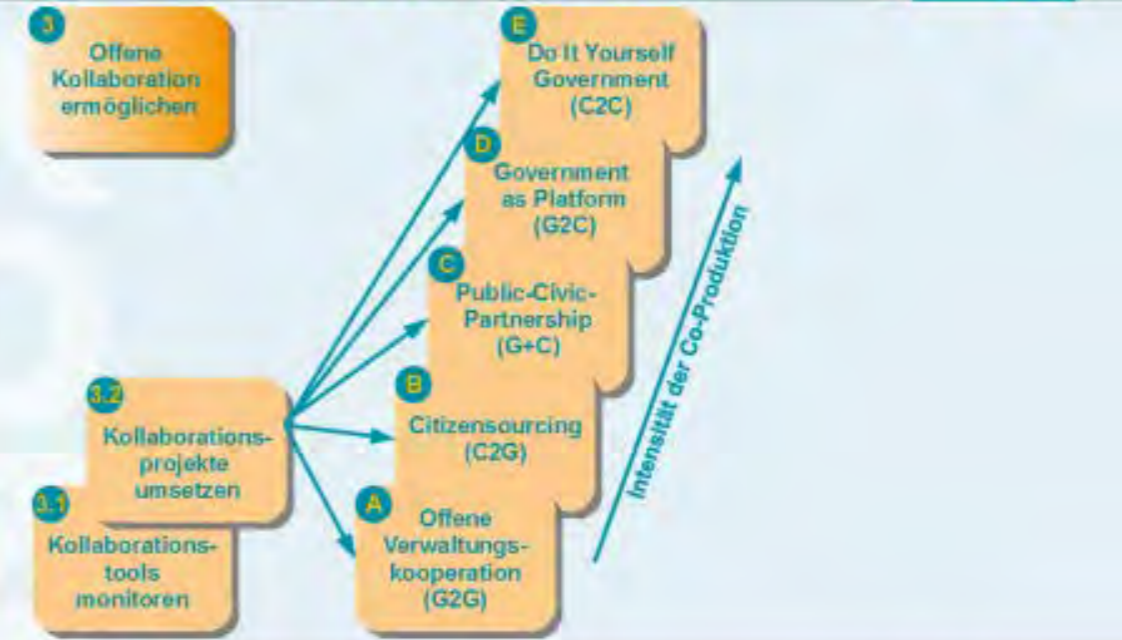 3
Offene
Kollaboration
ermöglichen
3.2
Kollaborations-
projekte
umsetzen
3.1
Kollaborations-
tools
monitoren
E
Do It Yourself
Government
(C2C)
D
Government
as Platform
(G2C)
C
Public-Civic-
Partnership
(G+C)
B
Citizensourcing
(C2G)
A
Offene
Verwaltungs-
kooperation
(G2G)
Intensität der Co-Produktion